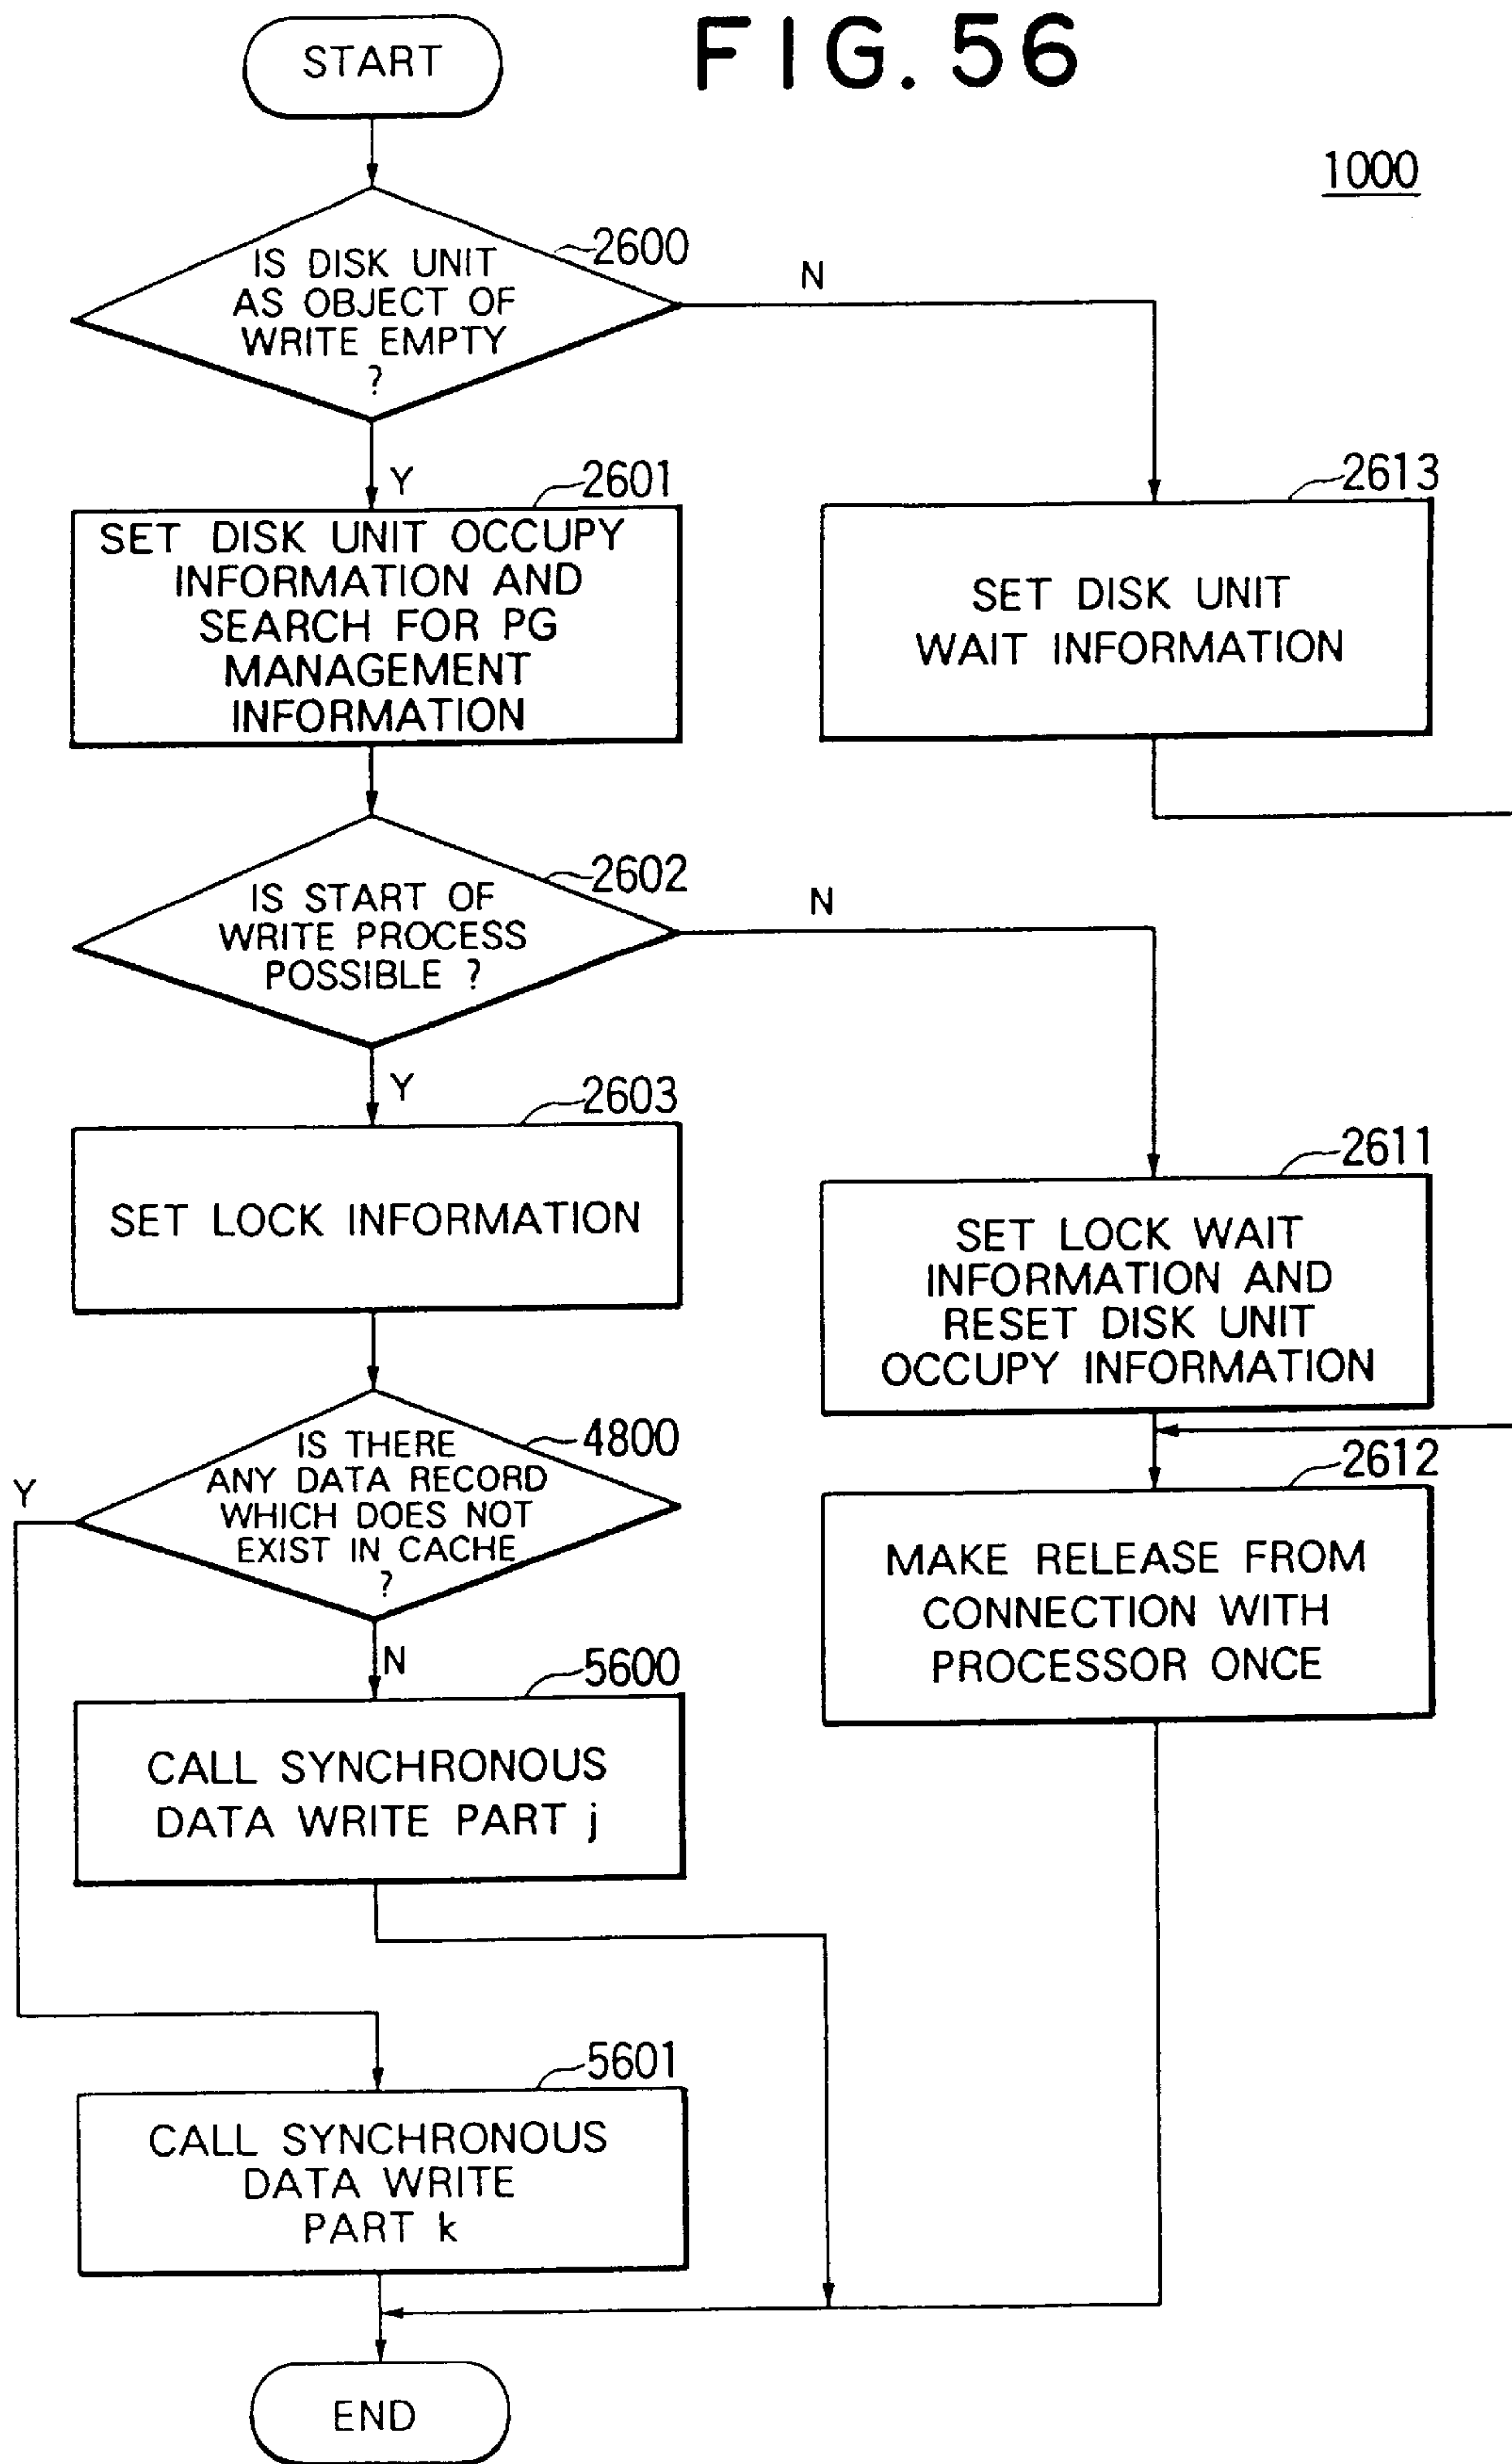 FIG. 56
1000
START
2600
IS DISK UNIT
AS OBJECT OF
WRITE EMPTY
?
N
Y
2601
SET DISK UNIT OCCUPY
INFORMATION AND
SEARCH FOR PG
MANAGEMENT
INFORMATION
2613
SET DISK UNIT
WAIT INFORMATION
2602
IS START OF
WRITE PROCESS
POSSIBLE ?
N
Y
2603
SET LOCK INFORMATION
2611
SET LOCK WAIT
INFORMATION AND
RESET DISK UNIT
OCCUPY INFORMATION
4800
IS THERE
ANY DATA RECORD
WHICH DOES NOT
EXIST IN CACHE
?
Y
N
2612
MAKE RELEASE FROM
CONNECTION WITH
PROCESSOR ONCE
5600
CALL SYNCHRONOUS
DATA WRITE PART j
5601
CALL SYNCHRONOUS
DATA WRITE
PART k
END